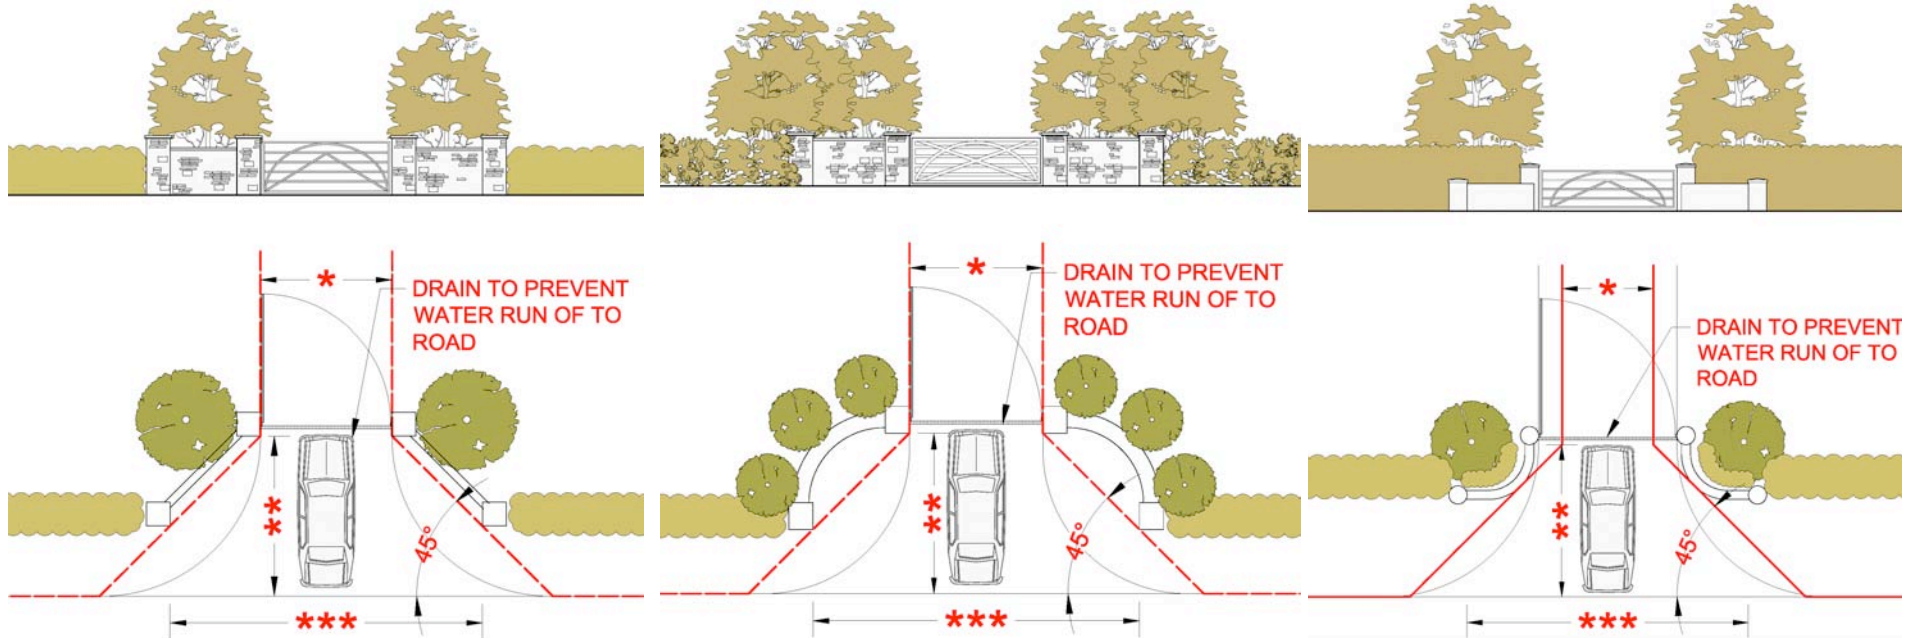 *
DRAIN TO PREVENT
WATER RUN OF TO
ROAD
**
45°
***
*
DRAIN TO PREVENT
WATER RUN OF TO
ROAD
**
45°
***
*
DRAIN TO PREVENT
WATER RUN OF TO
ROAD
**
45°
***